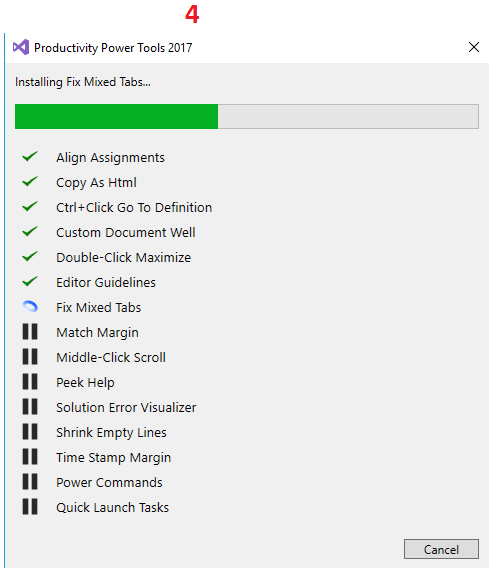 4
Productivity Power Tools 2017
Installing Fix Mixed Tabs...
Align Assignments
Copy As Html
Ctrl+Click Go To Definition
Custom Document Well
Double-Click Maximize
Editor Guidelines
Fix Mixed Tabs
Match Margin
Middle-Click Scroll
Peek Help
Solution Error Visualizer
Shrink Empty Lines
Time Stamp Margin
Power Commands
Quick Launch Tasks
Cancel